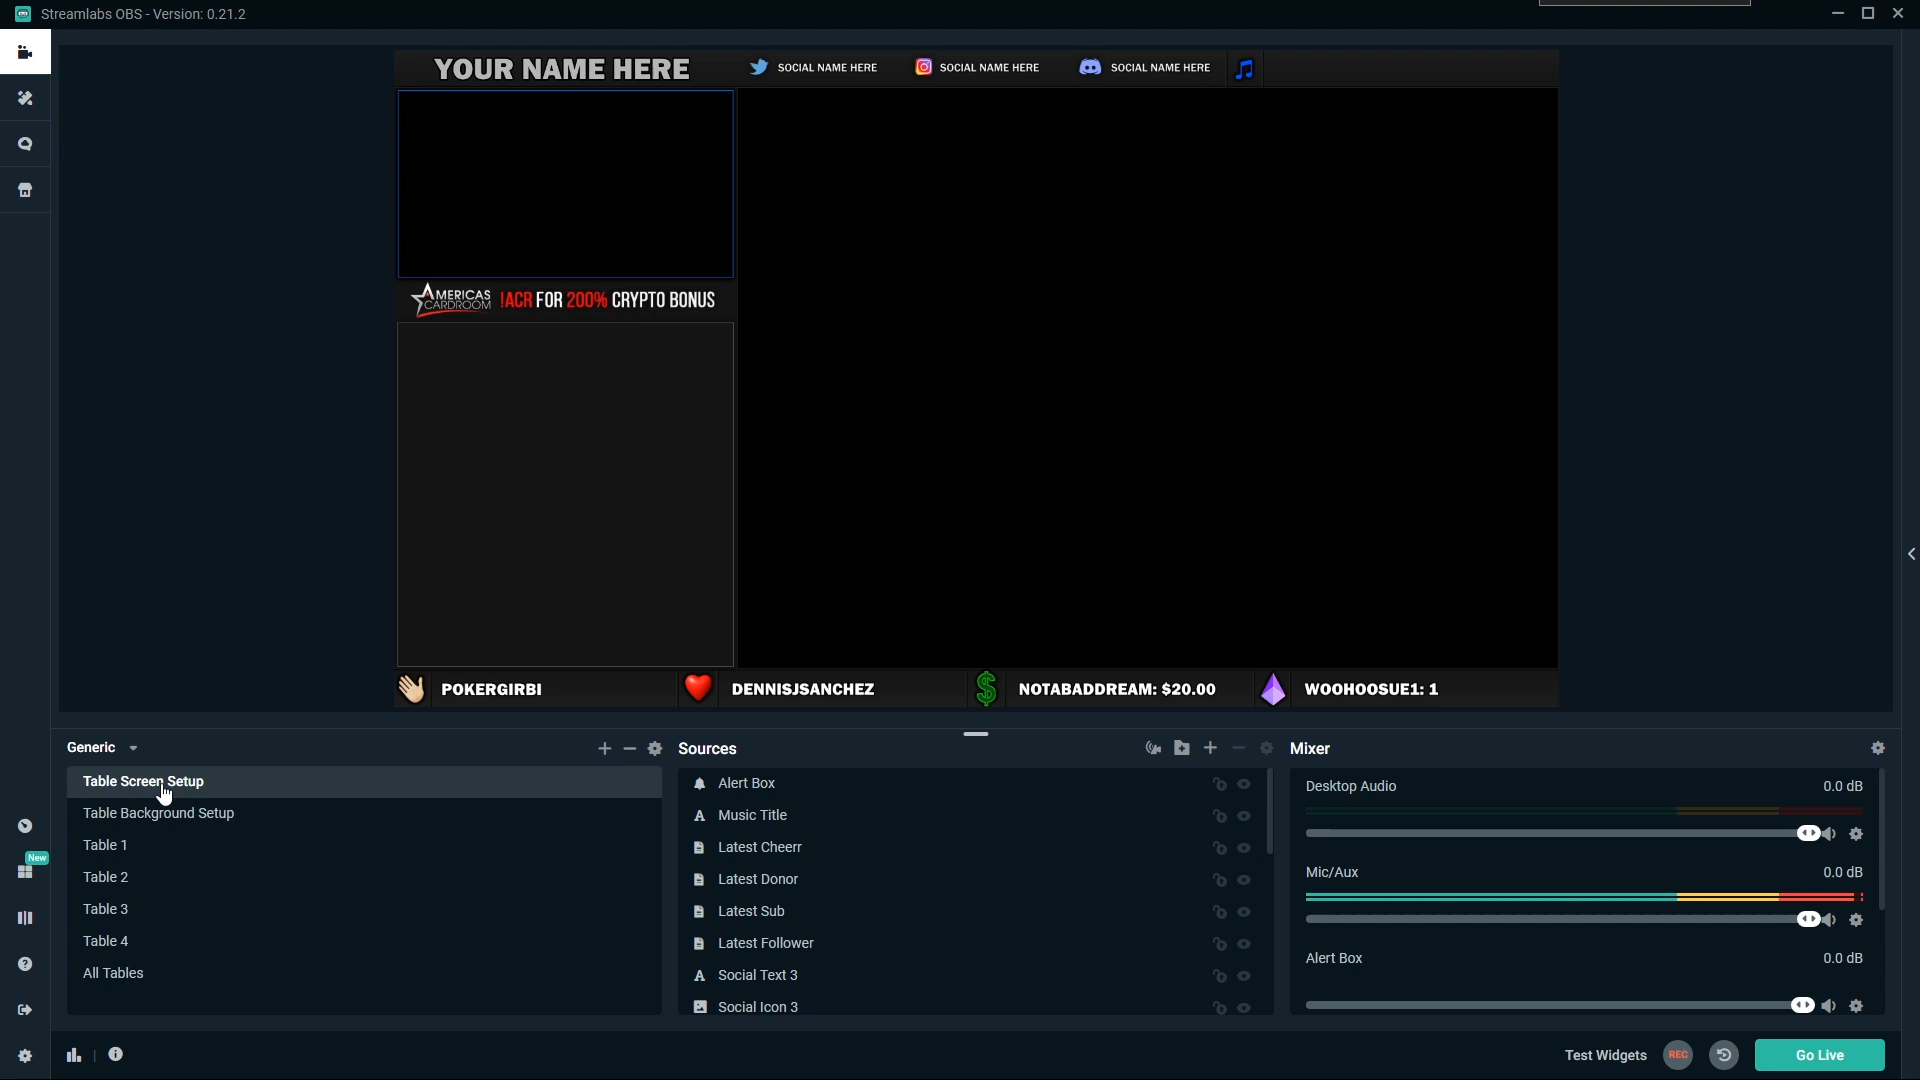 Streamlabs OBS - Version: 0.21.2
YOUR NAME HERE
SOCIAL NAME HERE
SOCIAL NAME HERE
SOCIAL NAME HERE
AMERICAS CARDROOM
!ACR FOR 200% CRYPTO BONUS
POKERGIRBI
DENNISJSANCHEZ
NOTABADDREAM: $20.00
WOOHOOSUE1: 1
New
Generic
Table Screen Setup
Table Background Setup
Table 1
Table 2
Table 3
Table 4
All Tables
Sources
Alert Box
Music Title
Latest Cheerr
Latest Donor
Latest Sub
Latest Follower
Social Text 3
Social Icon 3
Mixer
Desktop Audio 0.0 dB
Mic/Aux 0.0 dB
Alert Box 0.0 dB
Test Widgets
REC
Go Live